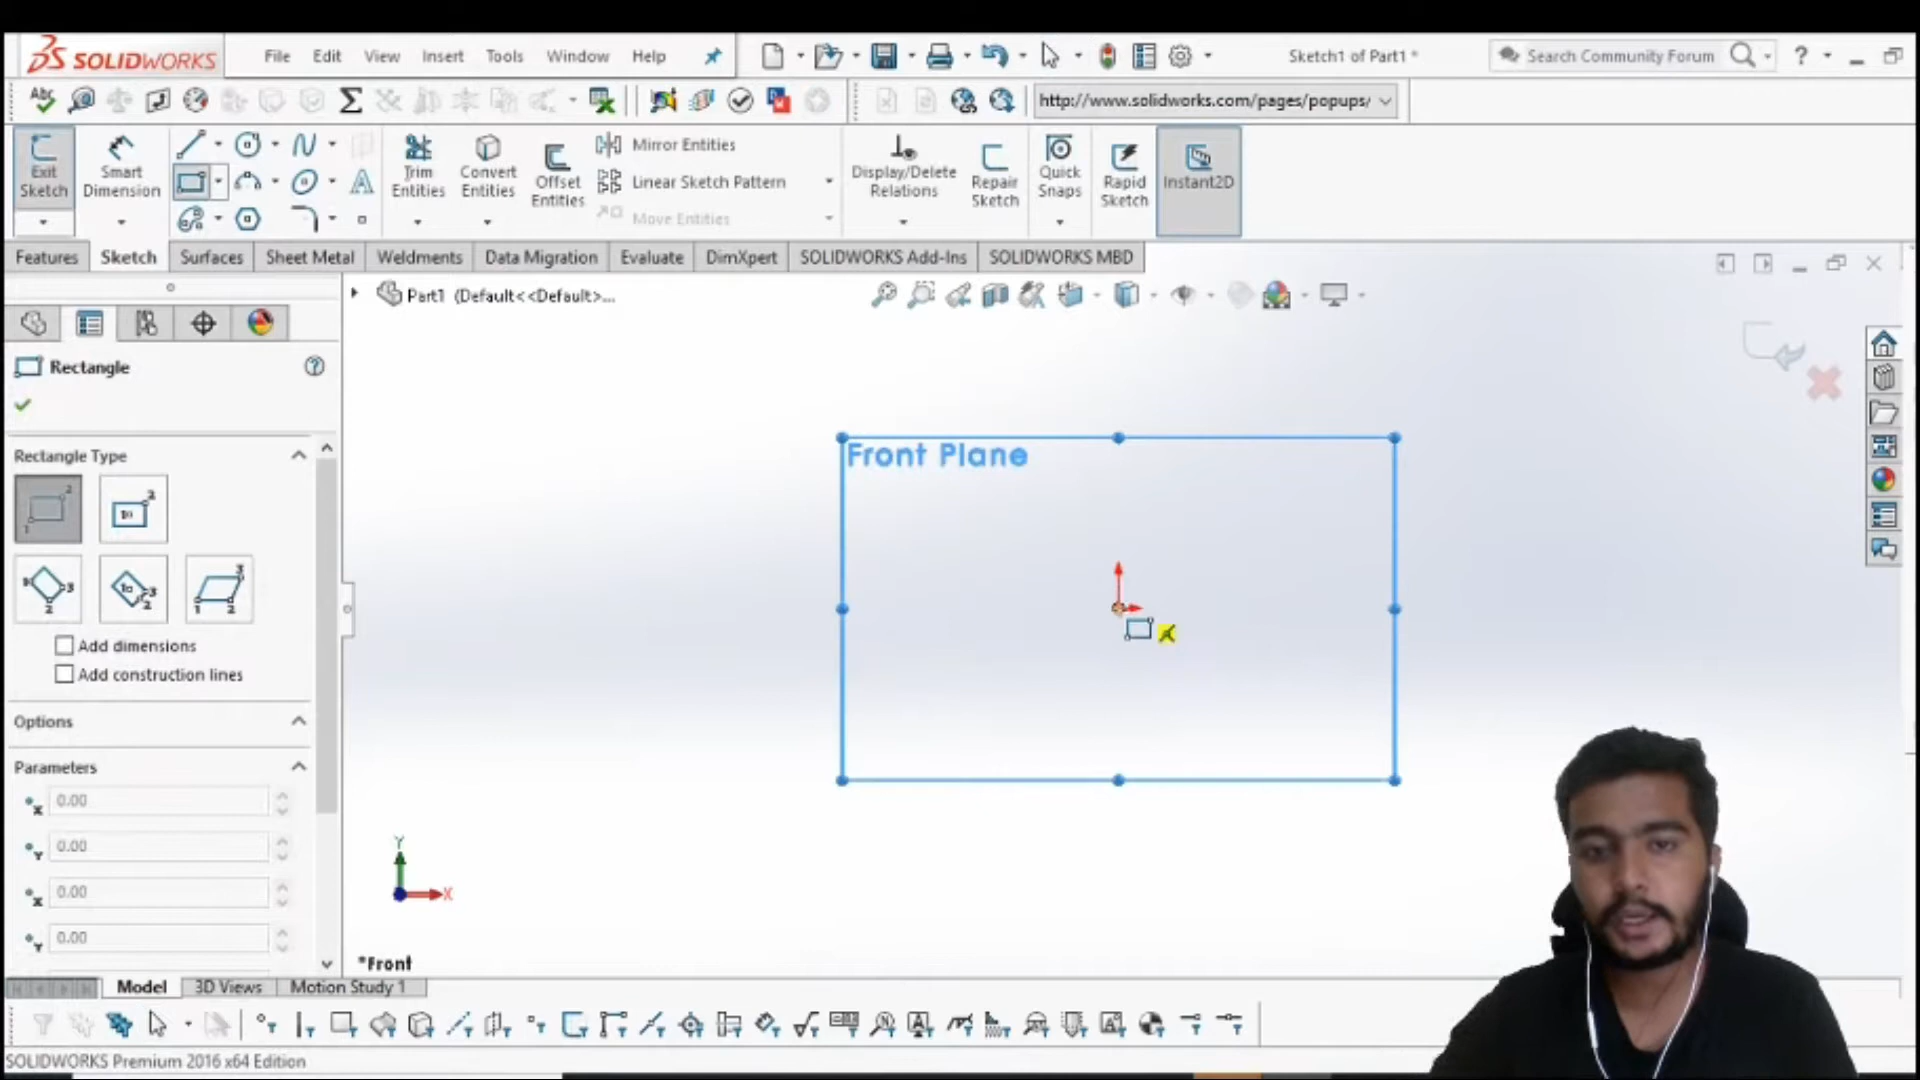 SOLIDWORKS File Edit View Insert Tools Window Help Sketch1 of Part1 * Search Community Forum ?
Abc http://www.solidworks.com/pages/popups/
Exit Sketch
Smart Dimension
Trim Entities
Convert Entities
Offset Entities
Mirror Entities
Linear Sketch Pattern
Move Entities
Display/Delete Relations
Repair Sketch
Quick Snaps
Rapid Sketch
Instant2D
Features Sketch Surfaces Sheet Metal Weldments Data Migration Evaluate DimXpert SOLIDWORKS Add-Ins SOLIDWORKS MBD
Part1 (Default<<Default>...
Rectangle
Rectangle Type
Add dimensions
Add construction lines
Options
Parameters
0.00
0.00
0.00
0.00
Front Plane
Y
X
*Front
Model 3D Views Motion Study 1
SOLIDWORKS Premium 2016 x64 Edition